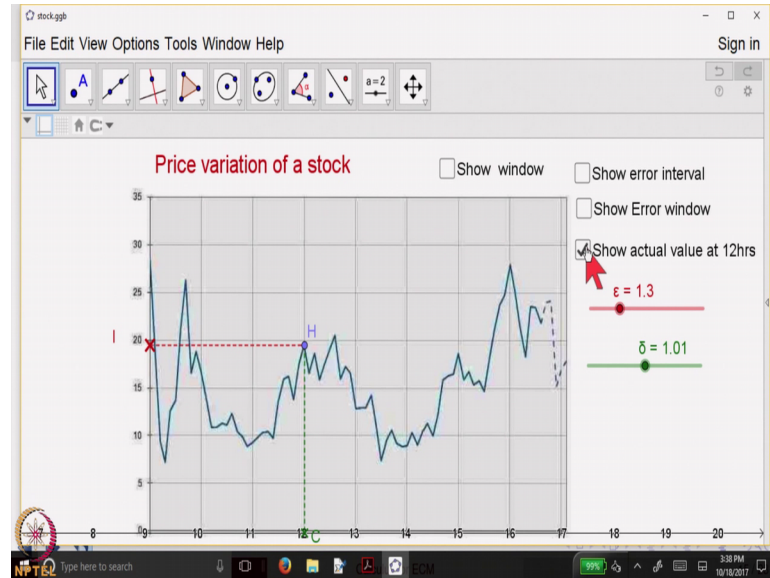 stock.ggb
File Edit View Options Tools Window Help
Sign in
A
α
a=2
Price variation of a stock
Show window
Show error interval
Show Error window
Show actual value at 12hrs
ε = 1.3
δ = 1.01
35
30
25
20
15
10
5
0
I
H
C
7 8 9 10 11 12 13 14 15 16 17 18 19 20
NPTEL
Type here to search
ECM
99%
3:38 PM
10/18/2017